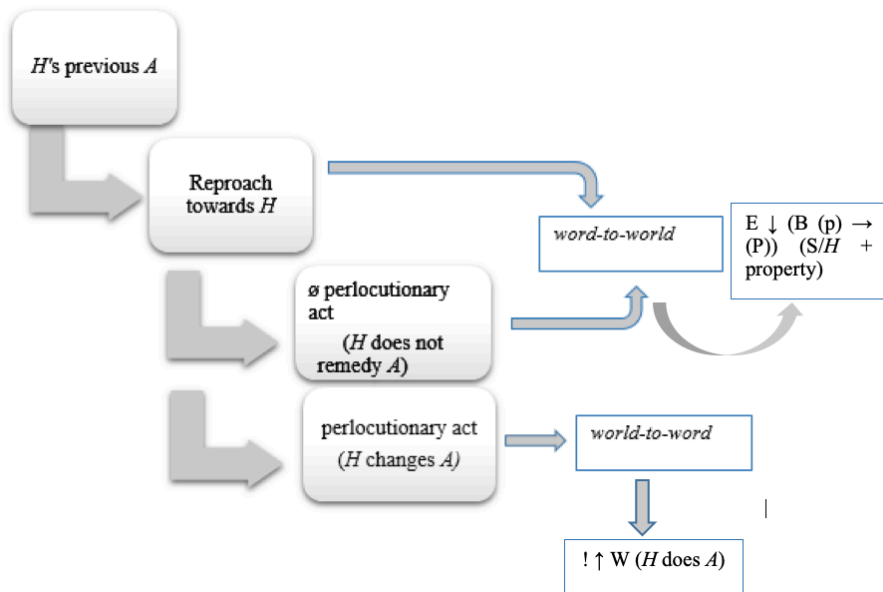 H's previous A
Reproach
towards H
word-to-world
E ↓ (B (p) →
(P)) (S/H +
property)
ø perlocutionary
act
(H does not
remedy A)
perlocutionary act
(H changes A)
world-to-word
! ↑ W (H does A)